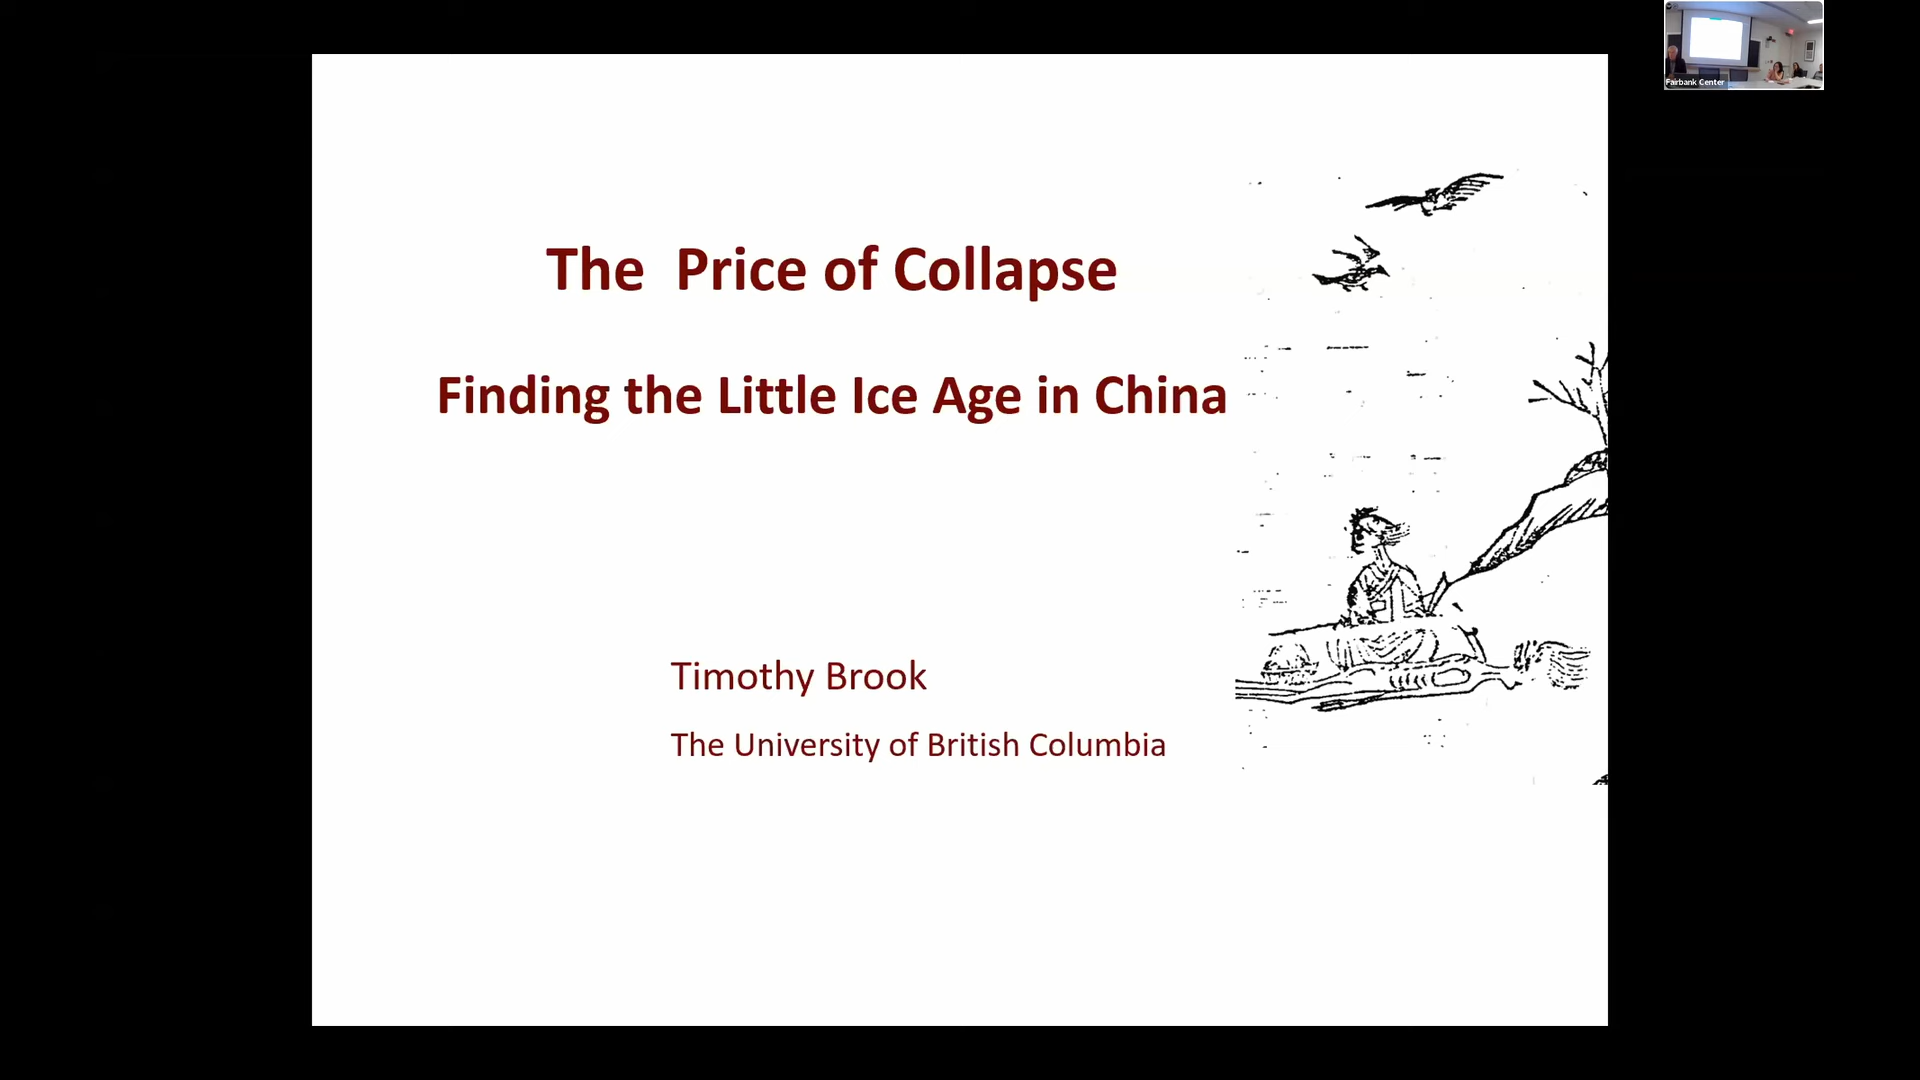 The  Price of Collapse
Finding the Little Ice Age in China
Timothy Brook
The University of British Columbia
Fairbank Center